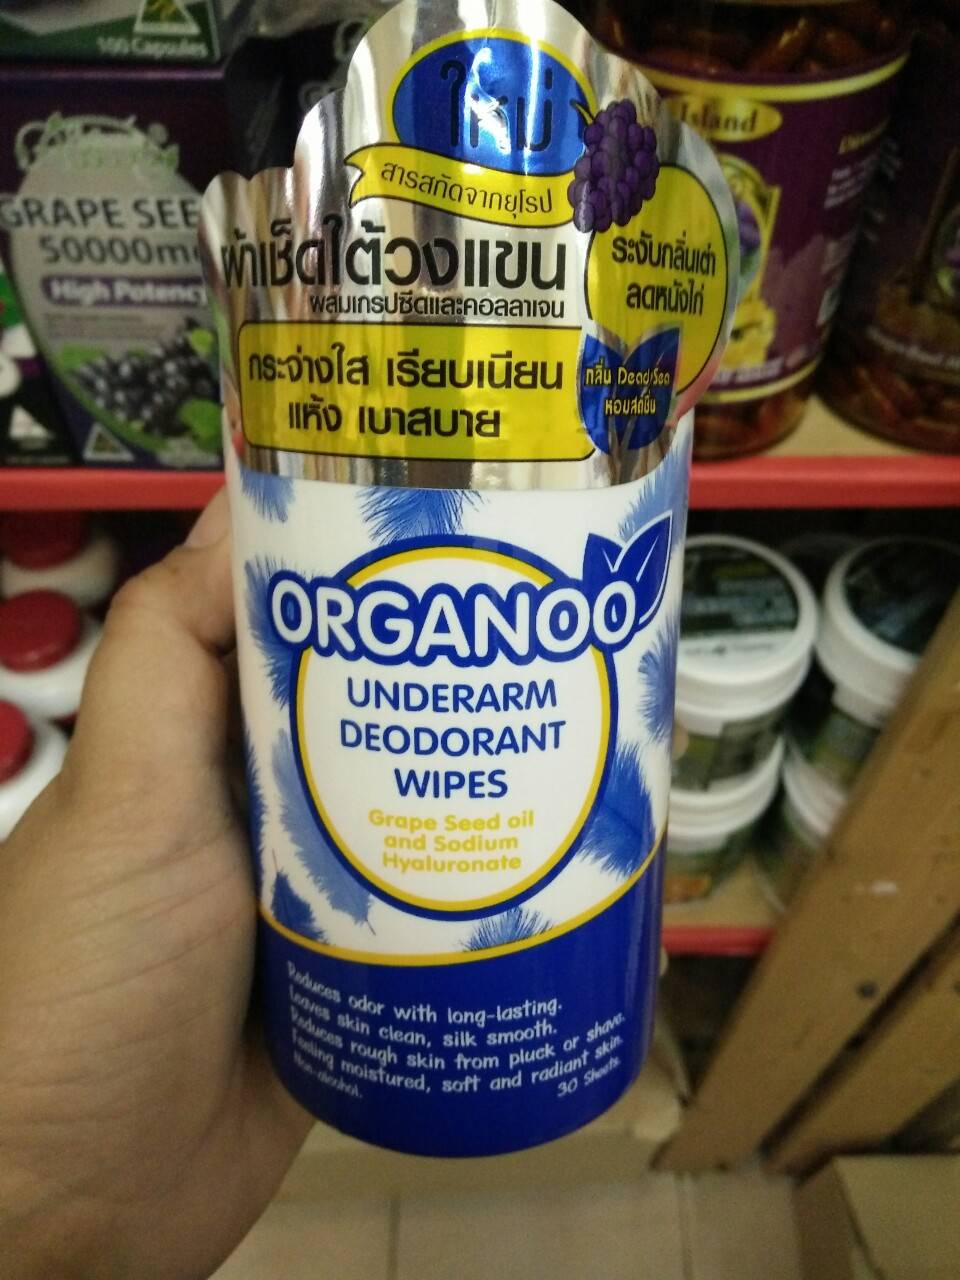 100 Capsules
GRAPE SEE
50000m
High Potency
Island
ใหม่
สารสกัดจากยุโรป
ผ้าเช็ดใต้วงแขน
ผสมเกรปซีดและคอลลาเจน
ระงับกลิ่นเต่า
ลดหนังไก่
กระจ่างใส เรียบเนียน
แห้ง เบาสบาย
กลิ่น Dead Sea
หอมสดชื่น
ORGANOO
UNDERARM
DEODORANT
WIPES
Grape Seed oil
and Sodium
Hyaluronate
Reduces odor with long-lasting.
Leaves skin clean, silk smooth.
Reduces rough skin from pluck or shave.
Feeling moistured, soft and radiant skin.
Non-alcohol.
30 Sheets.